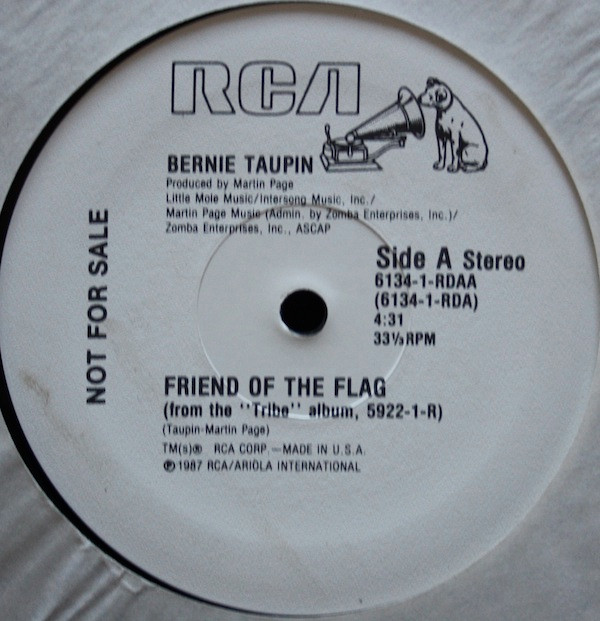 RCA
BERNIE TAUPIN
Produced by Martin Page
Little Mole Music/Intersong Music, Inc./
Martin Page Music (Admin. by Zomba Enterprises, Inc.)/
Zomba Enterprises, Inc., ASCAP
NOT FOR SALE
Side A Stereo
6134-1-RDAA
(6134-1-RDA)
4:31
33⅓ RPM
FRIEND OF THE FLAG
(from the "Tribe" album, 5922-1-R)
(Taupin-Martin Page)
TM(s)® RCA CORP.—MADE IN U.S.A.
℗ 1987 RCA/ARIOLA INTERNATIONAL